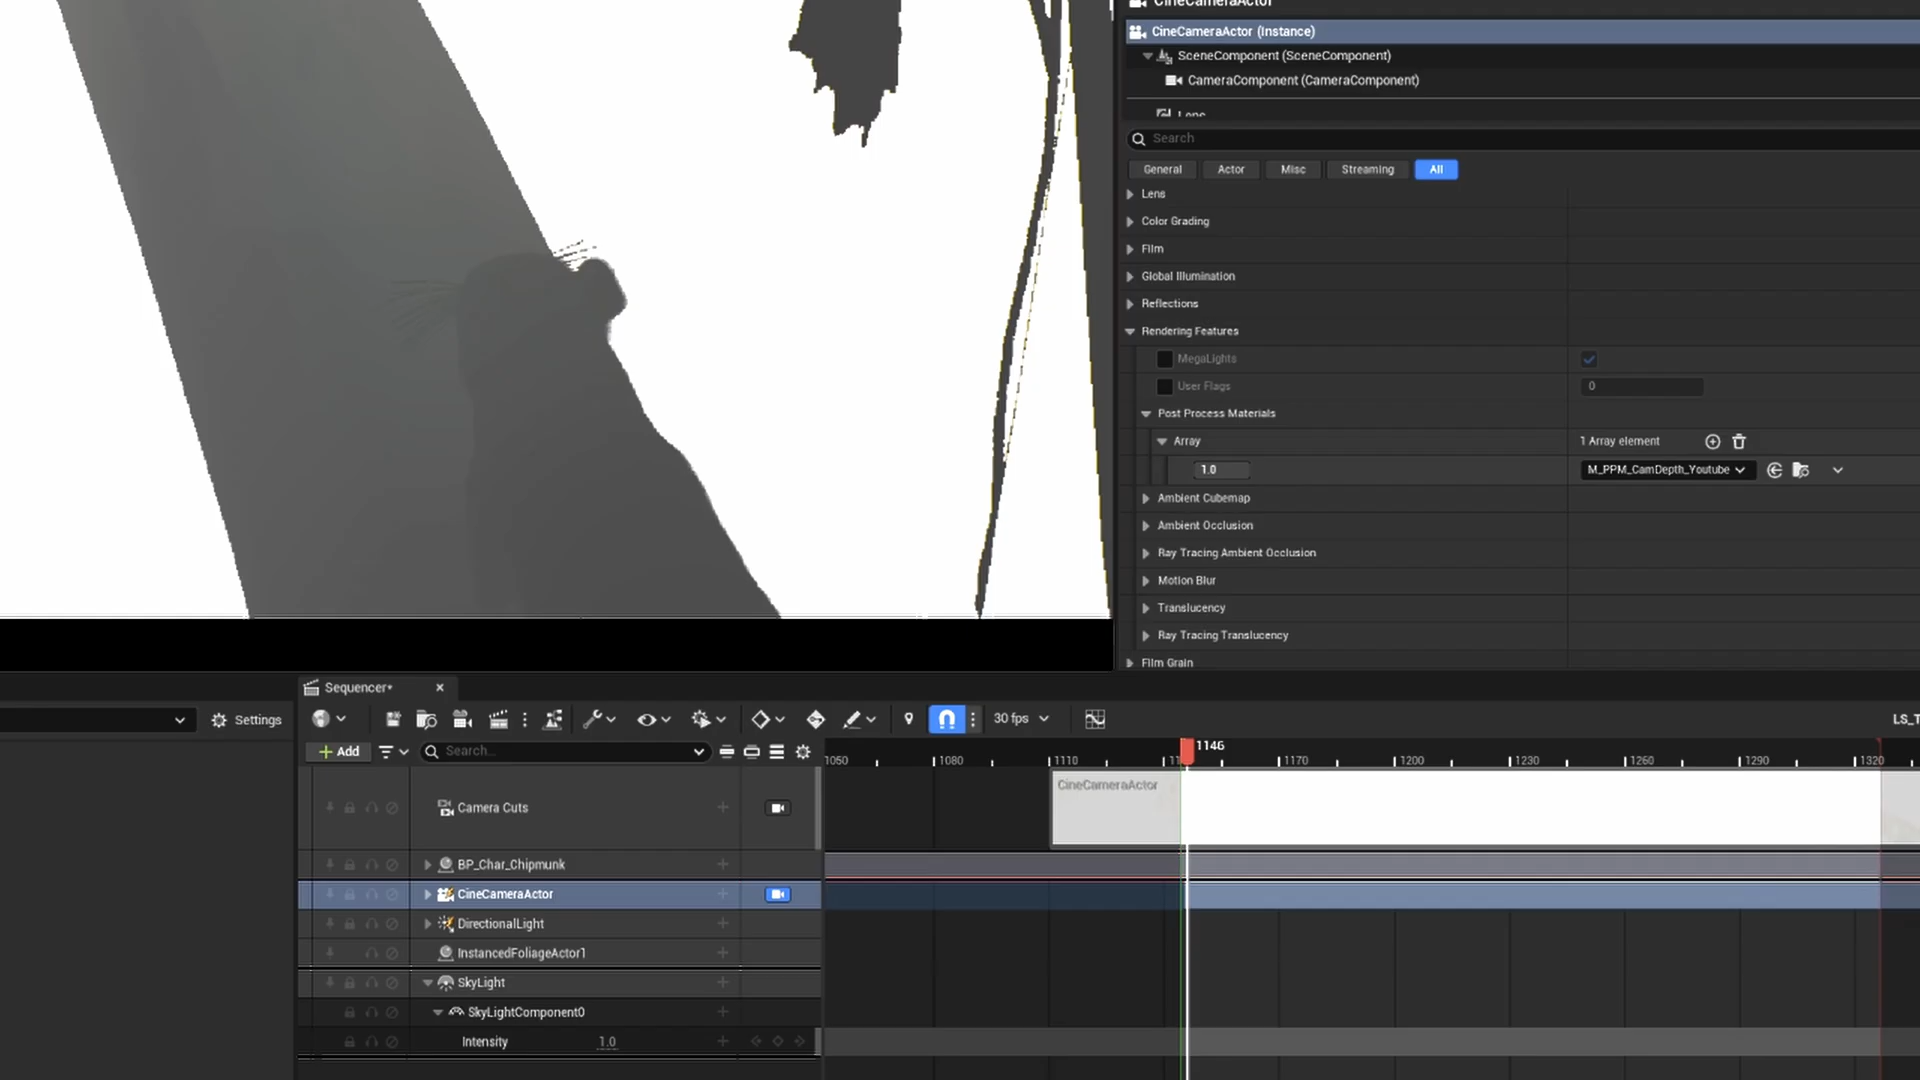 CineCameraActor
CineCameraActor (Instance)
SceneComponent (SceneComponent)
CameraComponent (CameraComponent)
Lens
Search
General Actor Misc Streaming All
Lens
Color Grading
Film
Global Illumination
Reflections
Rendering Features
MegaLights
User Flags 0
Post Process Materials
Array 1 Array element
1.0 M_PPM_CamDepth_Youtube
Ambient Cubemap
Ambient Occlusion
Ray Tracing Ambient Occlusion
Motion Blur
Translucency
Ray Tracing Translucency
Film Grain
Sequencer*
Settings 30 fps LS_T
Add Search...
1146
1050 1080 1110 1170 1200 1230 1260 1290 1320
CineCameraActor
Camera Cuts
BP_Char_Chipmunk
CineCameraActor
DirectionalLight
InstancedFoliageActor1
SkyLight
SkyLightComponent0
Intensity 1.0